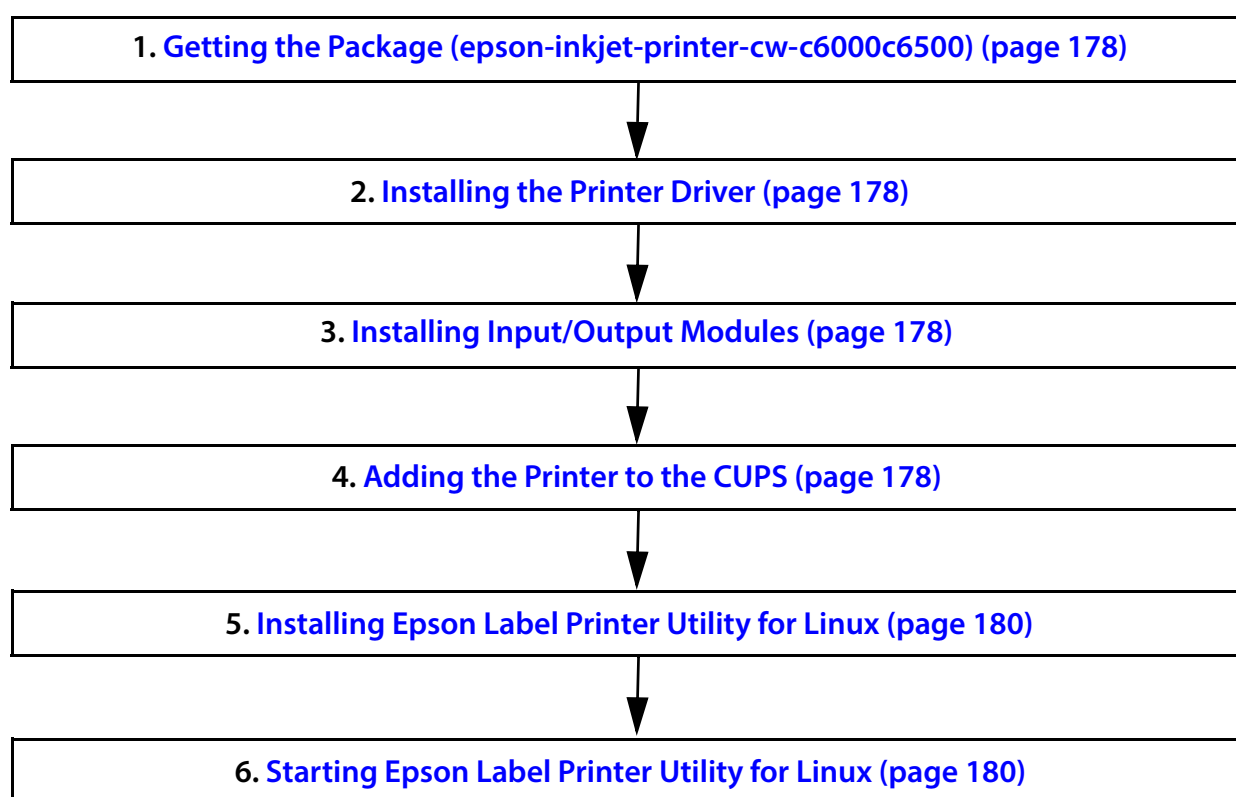 1. Getting the Package (epson-inkjet-printer-cw-c6000c6500) (page 178)
2. Installing the Printer Driver (page 178)
3. Installing Input/Output Modules (page 178)
4. Adding the Printer to the CUPS (page 178)
5. Installing Epson Label Printer Utility for Linux (page 180)
6. Starting Epson Label Printer Utility for Linux (page 180)